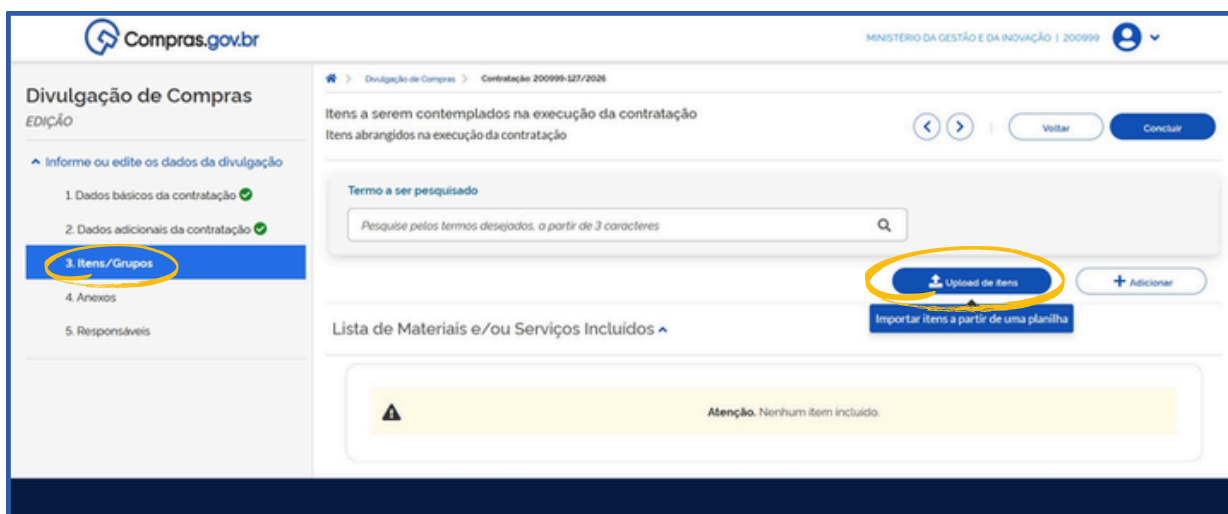 Compras.gov.br
MINISTÉRIO DA GESTÃO E DA INOVAÇÃO | 200999
Divulgação de Compras
EDIÇÃO
Informe ou edite os dados da divulgação
1. Dados básicos da contratação
2. Dados adicionais da contratação
3. Itens/Grupos
4. Anexos
5. Responsáveis
Divulgação de Compras > Contratação 200999-127/2026
Itens a serem contemplados na execução da contratação
Itens abrangidos na execução da contratação
Voltar
Concluir
Termo a ser pesquisado
Pesquise pelos termos desejados, a partir de 3 caracteres
Upload de itens
Adicionar
Importar itens a partir de uma planilha
Lista de Materiais e/ou Serviços Incluídos
Atenção. Nenhum item incluído.